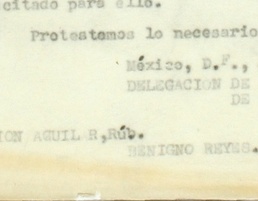 citado para ello.
Protestamos lo necesario
México, D.F.,
DELEGACION DE
DE
ION AGUILAR, Rúb.
BENIGNO REYES.